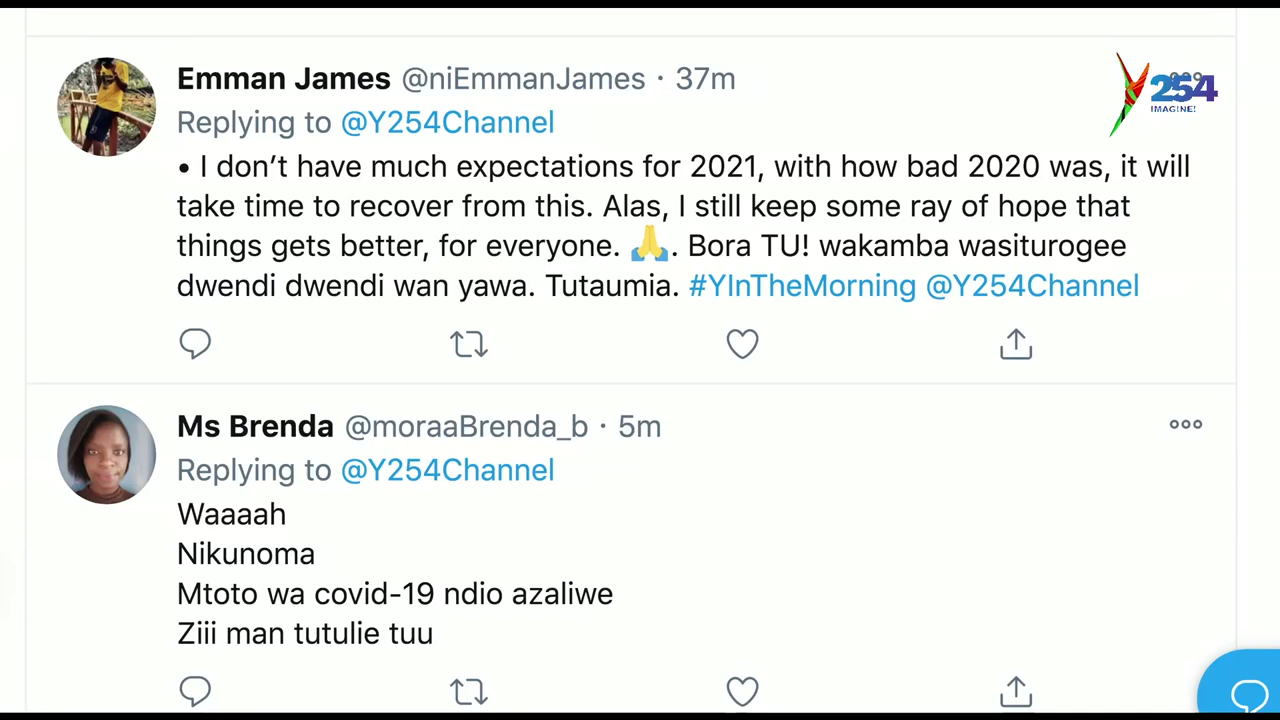 Emman James @niEmmanJames · 37m
Replying to @Y254Channel
• I don’t have much expectations for 2021, with how bad 2020 was, it will
take time to recover from this. Alas, I still keep some ray of hope that
things gets better, for everyone. 🙏. Bora TU! wakamba wasiturogee
dwendi dwendi wan yawa. Tutaumia. #YInTheMorning @Y254Channel
Y254
IMAGINE!
Ms Brenda @moraaBrenda_b · 5m
Replying to @Y254Channel
Waaaah
Nikunoma
Mtoto wa covid-19 ndio azaliwe
Ziii man tutulie tuu